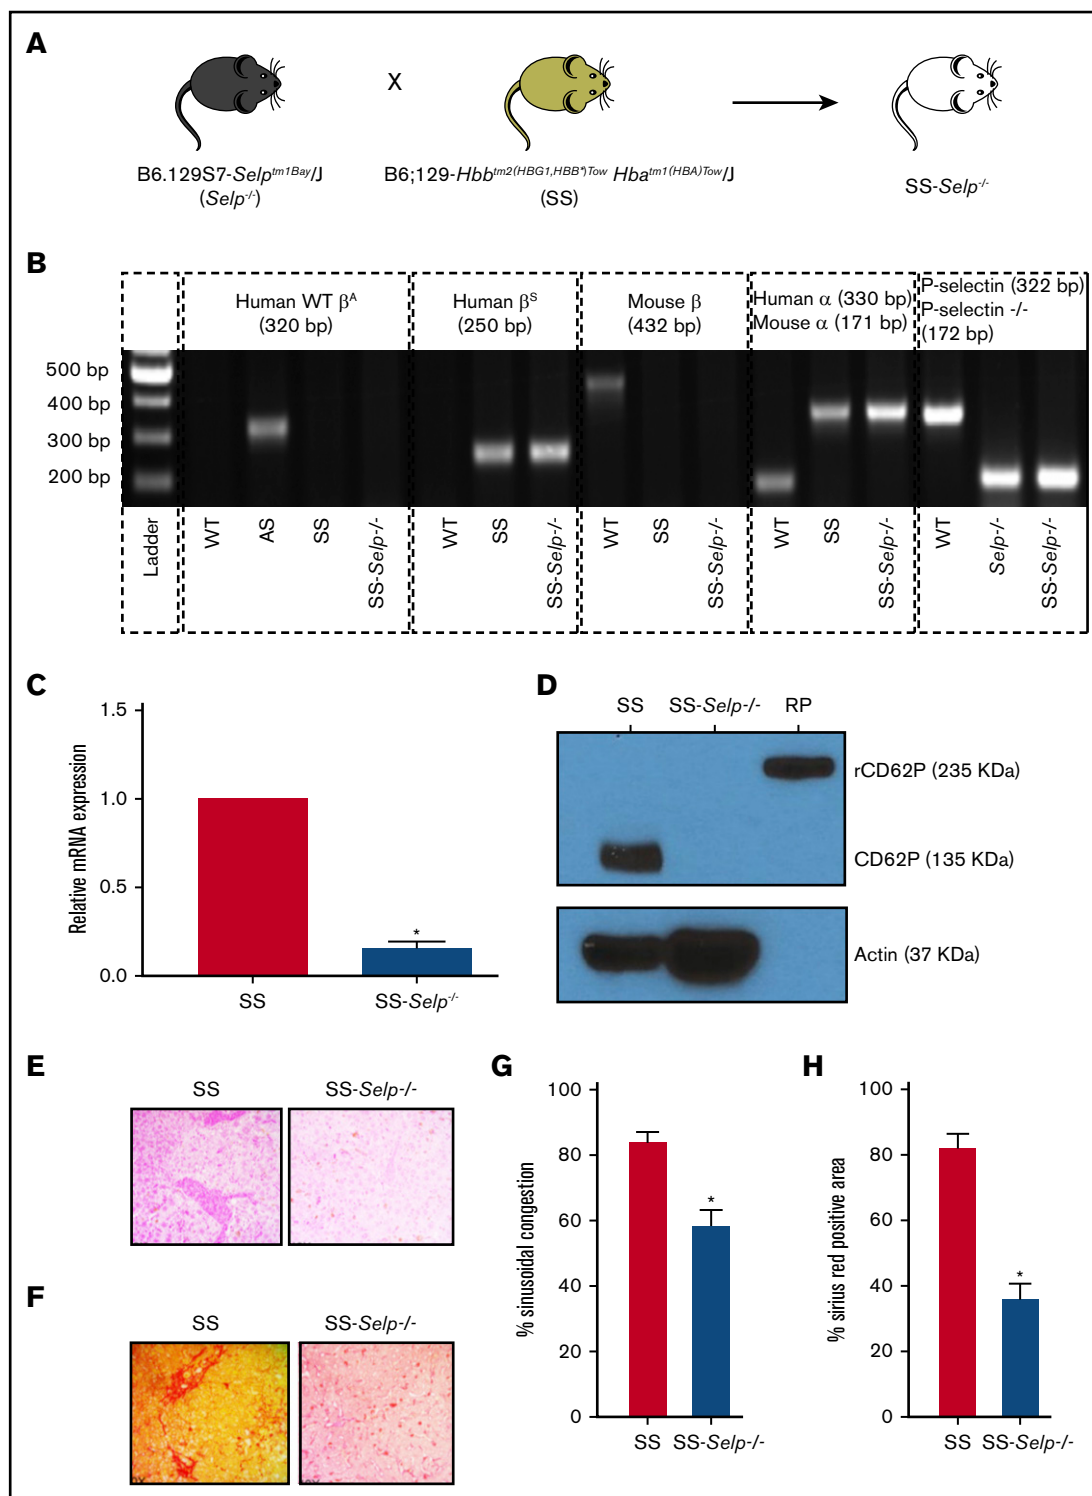 A
X
B6.129S7-Selptm1Bay/J
(Selp-/-)
B6;129-Hbbtm2(HBG1,HBB*)Tow Hbatm1(HBA)Tow/J
(SS)
SS-Selp-/-
B
Human WT βA
(320 bp)
Human βS
(250 bp)
Mouse β
(432 bp)
Human α (330 bp)
Mouse α (171 bp)
P-selectin (322 bp)
P-selectin -/-
(172 bp)
500 bp
400 bp
300 bp
200 bp
Ladder
WT
AS
SS
SS-Selp-/-
WT
SS
SS-Selp-/-
WT
SS
SS-Selp-/-
WT
SS
SS-Selp-/-
WT
Selp-/-
SS-Selp-/-
C
Relative mRNA expression
1.5
1.0
0.5
0.0
*
SS
SS-Selp-/-
D
SS
SS-Selp-/-
RP
rCD62P (235 KDa)
CD62P (135 KDa)
Actin (37 KDa)
E
SS
SS-Selp-/-
F
SS
SS-Selp-/-
G
% sinusoidal congestion
100
80
60
40
20
0
*
SS
SS-Selp-/-
H
% sirius red positive area
100
80
60
40
20
0
*
SS
SS-Selp-/-